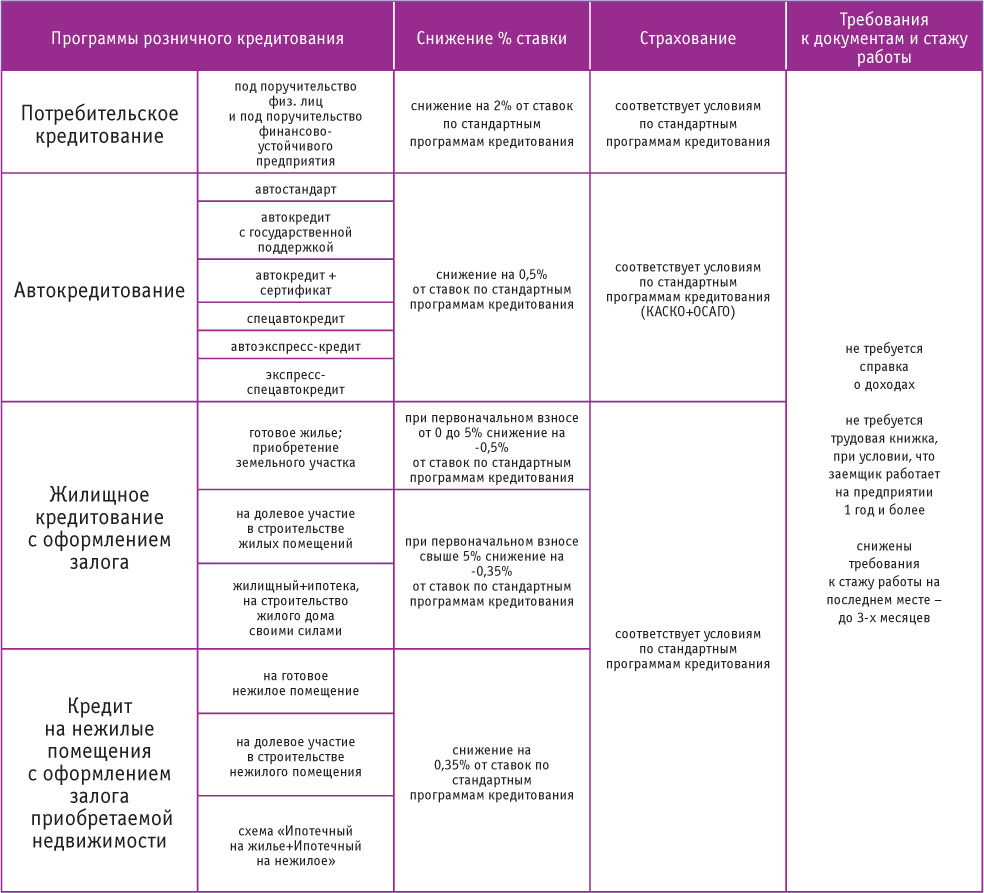 Программы розничного кредитования
Снижение % ставки
Страхование
Требования
к документам и стажу
работы
Потребительское
кредитование
под поручительство
физ. лиц
и под поручительство
финансово-
устойчивого
предприятия
снижение на 2% от ставок
по стандартным
программам кредитования
соответствует условиям
по стандартным
программам кредитования
Автокредитование
автостандарт
автокредит
с государственной
поддержкой
автокредит +
сертификат
спецавтокредит
автоэкспресс-кредит
экспресс-
спецавтокредит
снижение на 0,5%
от ставок по стандартным
программам кредитования
соответствует условиям
по стандартным
программам кредитования
(КАСКО+ОСАГО)
Жилищное
кредитование
с оформлением
залога
готовое жилье;
приобретение
земельного участка
при первоначальном взносе
от 0 до 5% снижение на
-0,5%
от ставок по стандартным
программам кредитования
на долевое участие
в строительстве
жилых помещений
жилищный+ипотека,
на строительство
жилого дома
своими силами
при первоначальном взносе
свыше 5% снижение на
-0,35%
от ставок по стандартным
программам кредитования
соответствует условиям
по стандартным
программам кредитования
Кредит
на нежилые
помещения
с оформлением
залога
приобретаемой
недвижимости
на готовое
нежилое помещение
на долевое участие
в строительстве
нежилого помещения
схема «Ипотечный
на жилье+Ипотечный
на нежилое»
снижение на
0,35% от ставок по
стандартным
программам кредитования
не требуется
справка
о доходах
не требуется
трудовая книжка,
при условии, что
заемщик работает
на предприятии
1 год и более
снижены
требования
к стажу работы на
последнем месте –
до 3-х месяцев